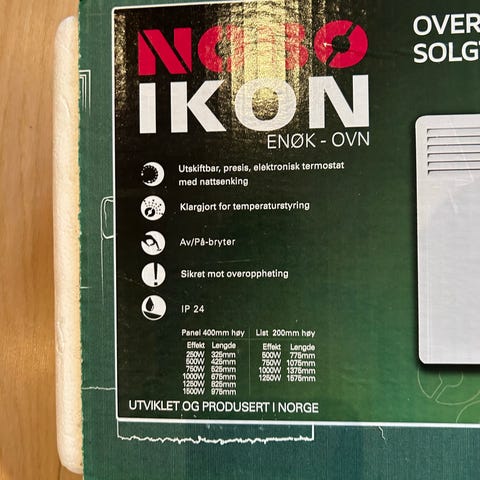 NOBO
IKON
ENØK - OVN
OVER
SOLGT
Utskiftbar, presis, elektronisk termostat
med nattsenking
Klargjort for temperaturstyring
Av/På-bryter
Sikret mot overoppheting
IP 24
Panel 400mm høy
Effekt Lengde
250W 325mm
500W 425mm
750W 525mm
1000W 675mm
1250W 825mm
1500W 975mm
List 200mm høy
Effekt Lengde
500W 775mm
750W 1075mm
1000W 1375mm
1250W 1575mm
UTVIKLET OG PRODUSERT I NORGE